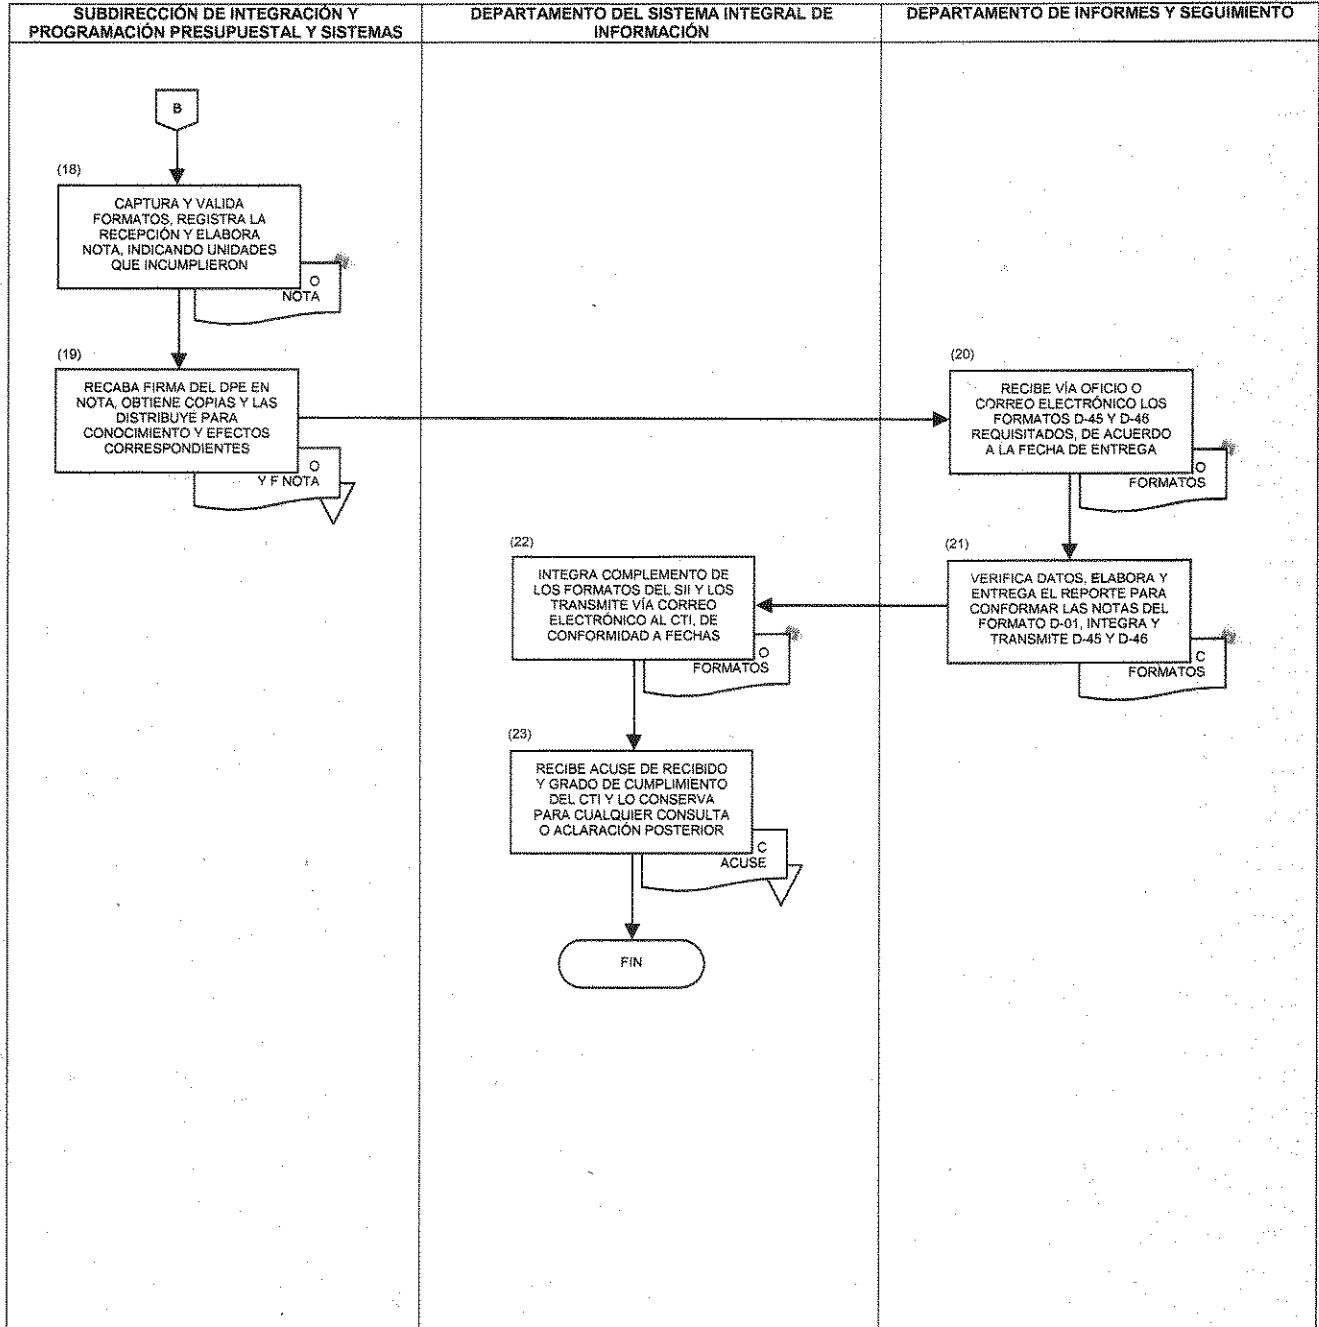 SUBDIRECCIÓN DE INTEGRACIÓN Y
PROGRAMACIÓN PRESUPUESTAL Y SISTEMAS
DEPARTAMENTO DEL SISTEMA INTEGRAL DE
INFORMACIÓN
DEPARTAMENTO DE INFORMES Y SEGUIMIENTO
B
(18)
CAPTURA Y VALIDA
FORMATOS, REGISTRA LA
RECEPCIÓN Y ELABORA
NOTA, INDICANDO UNIDADES
QUE INCUMPLIERON
O
NOTA
(19)
RECABA FIRMA DEL DPE EN
NOTA, OBTIENE COPIAS Y LAS
DISTRIBUYE PARA
CONOCIMIENTO Y EFECTOS
CORRESPONDIENTES
O
Y F NOTA
(20)
RECIBE VÍA OFICIO O
CORREO ELECTRÓNICO LOS
FORMATOS D-45 Y D-46
REQUISITADOS, DE ACUERDO
A LA FECHA DE ENTREGA
O
FORMATOS
(21)
VERIFICA DATOS, ELABORA Y
ENTREGA EL REPORTE PARA
CONFORMAR LAS NOTAS DEL
FORMATO D-01, INTEGRA Y
TRANSMITE D-45 Y D-46
C
FORMATOS
(22)
INTEGRA COMPLEMENTO DE
LOS FORMATOS DEL SII Y LOS
TRANSMITE VÍA CORREO
ELECTRÓNICO AL CTI, DE
CONFORMIDAD A FECHAS
O
FORMATOS
(23)
RECIBE ACUSE DE RECIBIDO
Y GRADO DE CUMPLIMIENTO
DEL CTI Y LO CONSERVA
PARA CUALQUIER CONSULTA
O ACLARACIÓN POSTERIOR
C
ACUSE
FIN